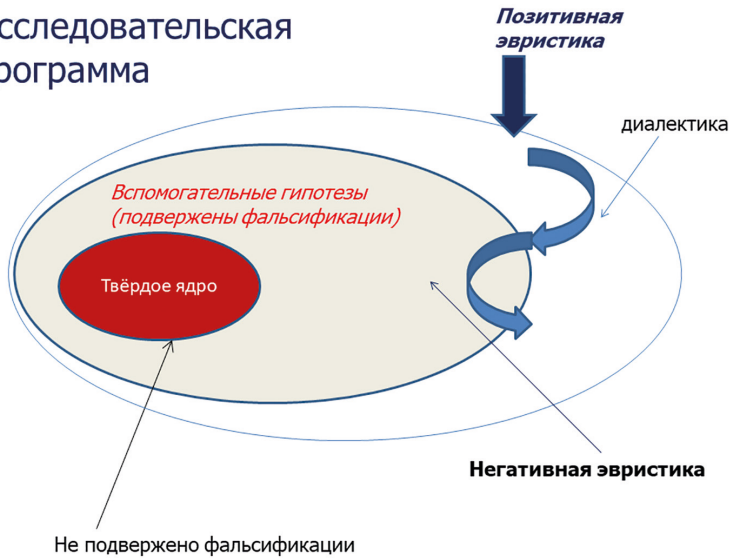 сследовательская
рограмма
Позитивная
эвристика
диалектика
Вспомогательные гипотезы
(подвержены фальсификации)
Твёрдое ядро
Негативная эвристика
Не подвержено фальсификации